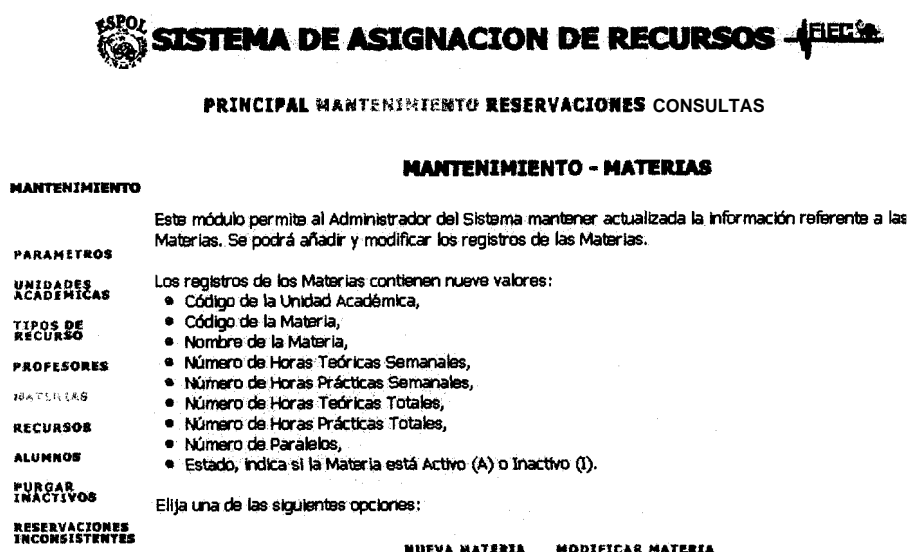 ESPOL
SISTEMA DE ASIGNACION DE RECURSOS
FIEC
PRINCIPAL MANTENIMIENTO RESERVACIONES CONSULTAS
MANTENIMIENTO - MATERIAS
MANTENIMIENTO
Este módulo permite al Administrador del Sistema mantener actualizada la información referente a las
Materias. Se podrá añadir y modificar los registros de las Materias.
PARAMETROS
UNIDADES
ACADEMICAS
TIPOS DE
RECURSO
PROFESORES
MATERIAS
RECURSOS
ALUMNOS
PURGAR
INACTIVOS
RESERVACIONES
INCONSISTENTES
Los registros de los Materias contienen nueve valores:
• Código de la Unidad Académica,
• Código de la Materia,
• Nombre de la Materia,
• Número de Horas Teóricas Semanales,
• Número de Horas Prácticas Semanales,
• Número de Horas Teóricas Totales,
• Número de Horas Prácticas Totales,
• Número de Paralelos,
• Estado, indica si la Materia está Activo (A) o Inactivo (I).
Elija una de las siguientes opciones:
NUEVA MATERIA MODIFICAR MATERIA